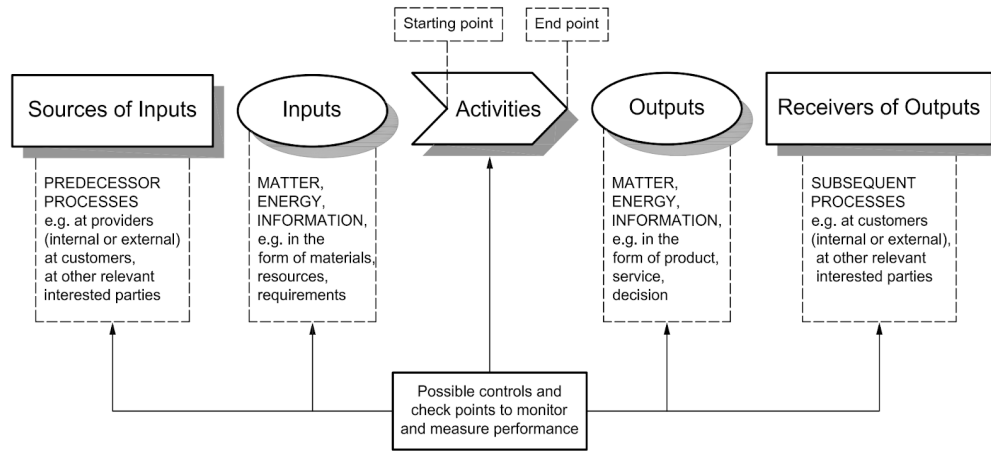 Starting point
End point
Sources of Inputs
Inputs
Activities
Outputs
Receivers of Outputs
PREDECESSOR
PROCESSES
e.g. at providers
(internal or external)
at customers,
at other relevant
interested parties
MATTER,
ENERGY,
INFORMATION,
e.g. in the
form of materials,
resources,
requirements
MATTER,
ENERGY,
INFORMATION,
e.g. in the
form of product,
service,
decision
SUBSEQUENT
PROCESSES
e.g. at customers
(internal or external),
at other relevant
interested parties
Possible controls and
check points to monitor
and measure performance